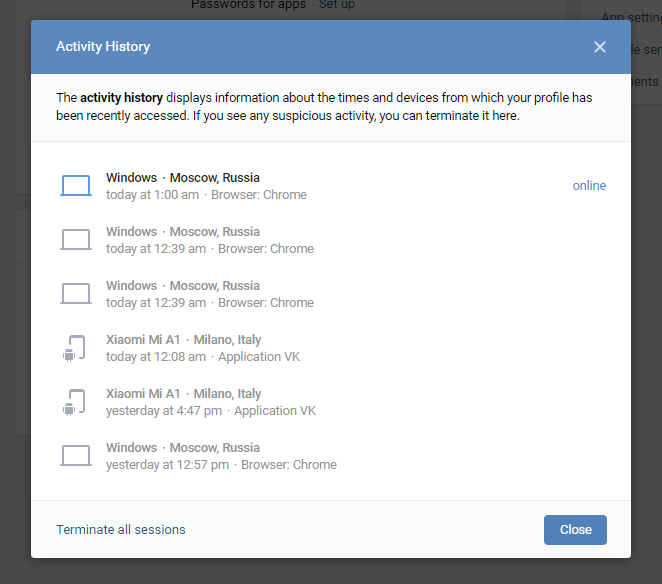 Passwords for apps · Set up
App settin
Activity History
le ser
ments
The activity history displays information about the times and devices from which your profile has
been recently accessed. If you see any suspicious activity, you can terminate it here.
Windows · Moscow, Russia
today at 1:00 am · Browser: Chrome
online
Windows · Moscow, Russia
today at 12:39 am · Browser: Chrome
Windows · Moscow, Russia
today at 12:39 am · Browser: Chrome
Xiaomi Mi A1 · Milano, Italy
today at 12:08 am · Application VK
Xiaomi Mi A1 · Milano, Italy
yesterday at 4:47 pm · Application VK
Windows · Moscow, Russia
yesterday at 12:57 pm · Browser: Chrome
Terminate all sessions
Close